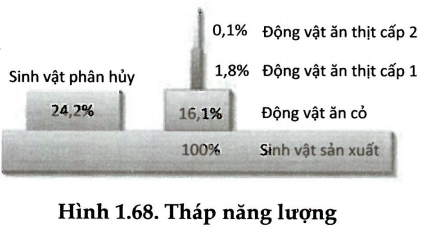 0,1% Động vật ăn thịt cấp 2
1,8% Động vật ăn thịt cấp 1
Sinh vật phân hủy
24,2% 16,1% Động vật ăn cỏ
100% Sinh vật sản xuất
Hình 1.68. Tháp năng lượng